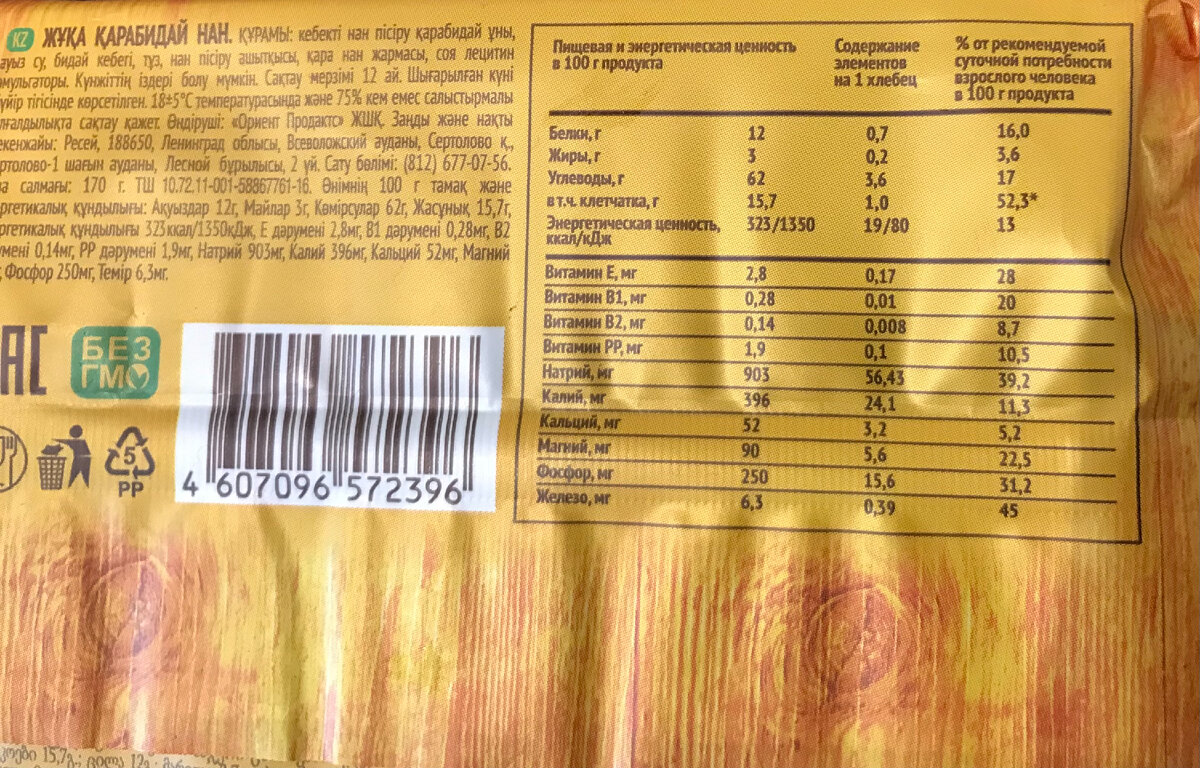 KZ ЖҰҚА ҚАРАБИДАЙ НАН. ҚҰРАМЫ: кебекті нан пісіру қарабидай ұны,
ауыз су, бидай кебегі, тұз, нан пісіру ашытқысы, қара нан жармасы, соя лецитин
эмульгаторы. Күнжіттің іздері болу мүмкін. Сақтау мерзімі 12 ай. Шығарылған күні
тігісінде көрсетілген. 18±5°С температурасында және 75% кем емес салыстырмалы
ылғалдылықта сақтау қажет. Өндіруші: «Ориент Продактс» ЖШҚ. Заңды және нақты
мекенжайы: Ресей, 188650, Ленинград облысы, Всеволожский ауданы, Сертолово қ.,
Сертолово-1 шағын ауданы, Лесной бұрылысы, 2 үй. Сату бөлімі: (812) 677-07-56.
салмағы: 170 г. ТШ 10.72.11-001-58867761-16. Өнімнің 100 г тамақ және
энергетикалық құндылығы: Ақуыздар 12г, Майлар 3г, Көмірсулар 62г, Жасұнық 15,7г,
энергетикалық құндылығы 323ккал/1350кДж, Е дәрумені 2,8мг, В1 дәрумені 0,28мг, В2
дәрумені 0,14мг, РР дәрумені 1,9мг, Натрий 903мг, Калий 396мг, Кальций 52мг, Магний
Фосфор 250мг, Темір 6,3мг.
ЕАС
БЕЗ
ГМО
5
PP
4 607096 572396
Пищевая и энергетическая ценность в 100 г продукта Содержание элементов на 1 хлебец % от рекомендуемой суточной потребности взрослого человека в 100 г продукта
Белки, г 12 0,7 16,0
Жиры, г 3 0,2 3,6
Углеводы, г 62 3,6 17
в т.ч. клетчатка, г 15,7 1,0 52,3*
Энергетическая ценность, ккал/кДж 323/1350 19/80 13
Витамин Е, мг 2,8 0,17 28
Витамин В1, мг 0,28 0,01 20
Витамин В2, мг 0,14 0,008 8,7
Витамин РР, мг 1,9 0,1 10,5
Натрий, мг 903 56,43 39,2
Калий, мг 396 24,1 11,3
Кальций, мг 52 3,2 5,2
Магний, мг 90 5,6 22,5
Фосфор, мг 250 15,6 31,2
Железо, мг 6,3 0,39 45